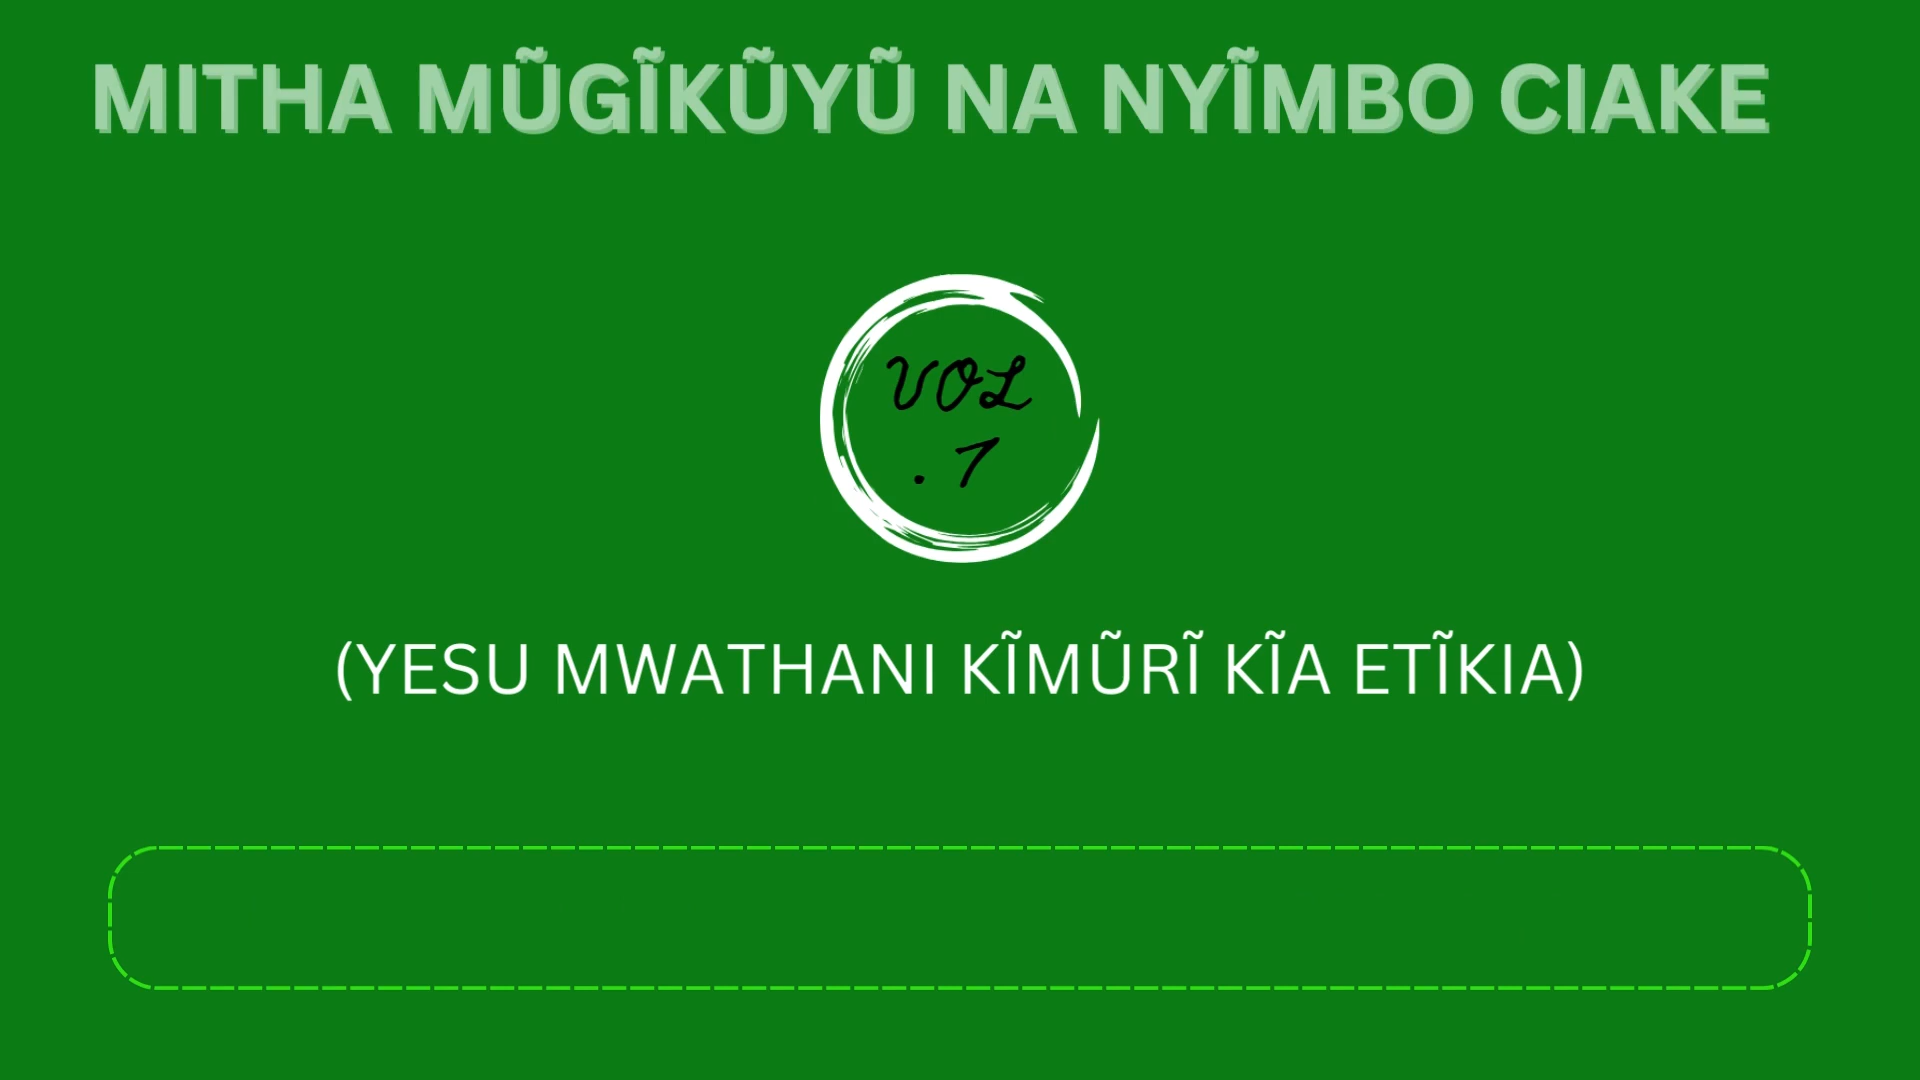 MITHA MŨGĨKŨYŨ NA NYĨMBO CIAKE
VOL
. 7
(YESU MWATHANI KĨMŨRĨ KĨA ETĨKIA)